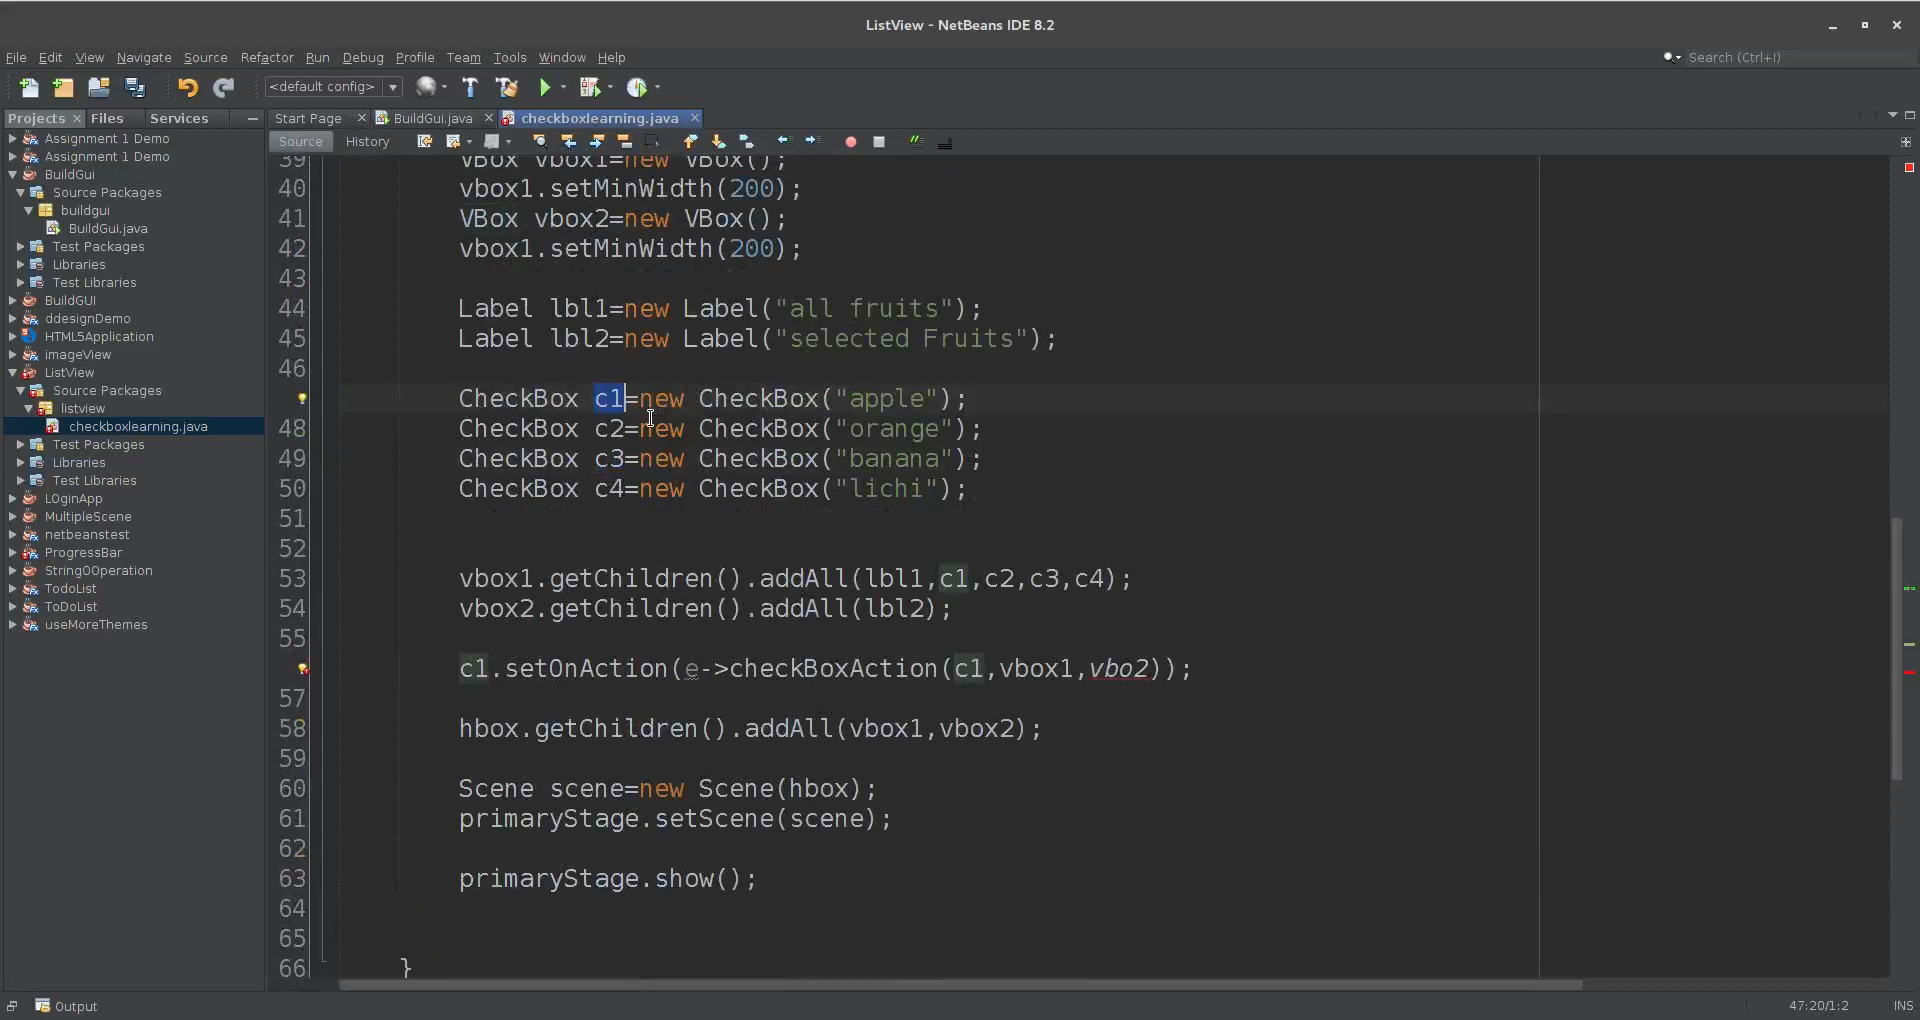 ListView - NetBeans IDE 8.2
File Edit View Navigate Source Refactor Run Debug Profile Team Tools Window Help
Search (Ctrl+I)
<default config>
Projects Files Services
Start Page BuildGui.java checkboxlearning.java
Source History
Assignment 1 Demo
Assignment 1 Demo
BuildGui
Source Packages
buildgui
BuildGui.java
Test Packages
Libraries
Test Libraries
BuildGUI
ddesignDemo
HTML5Application
imageView
ListView
Source Packages
listview
checkboxlearning.java
Test Packages
Libraries
Test Libraries
LOginApp
MultipleScene
netbeanstest
ProgressBar
StringOOperation
TodoList
ToDoList
useMoreThemes
39 VBox vbox1=new VBox();
40 vbox1.setMinWidth(200);
41 VBox vbox2=new VBox();
42 vbox1.setMinWidth(200);
43
44 Label lbl1=new Label("all fruits");
45 Label lbl2=new Label("selected Fruits");
46
CheckBox c1=new CheckBox("apple");
48 CheckBox c2=new CheckBox("orange");
49 CheckBox c3=new CheckBox("banana");
50 CheckBox c4=new CheckBox("lichi");
51
52
53 vbox1.getChildren().addAll(lbl1,c1,c2,c3,c4);
54 vbox2.getChildren().addAll(lbl2);
55
c1.setOnAction(e->checkBoxAction(c1,vbox1,vbo2));
57
58 hbox.getChildren().addAll(vbox1,vbox2);
59
60 Scene scene=new Scene(hbox);
61 primaryStage.setScene(scene);
62
63 primaryStage.show();
64
65
66 }
Output
47:20/1:2 INS